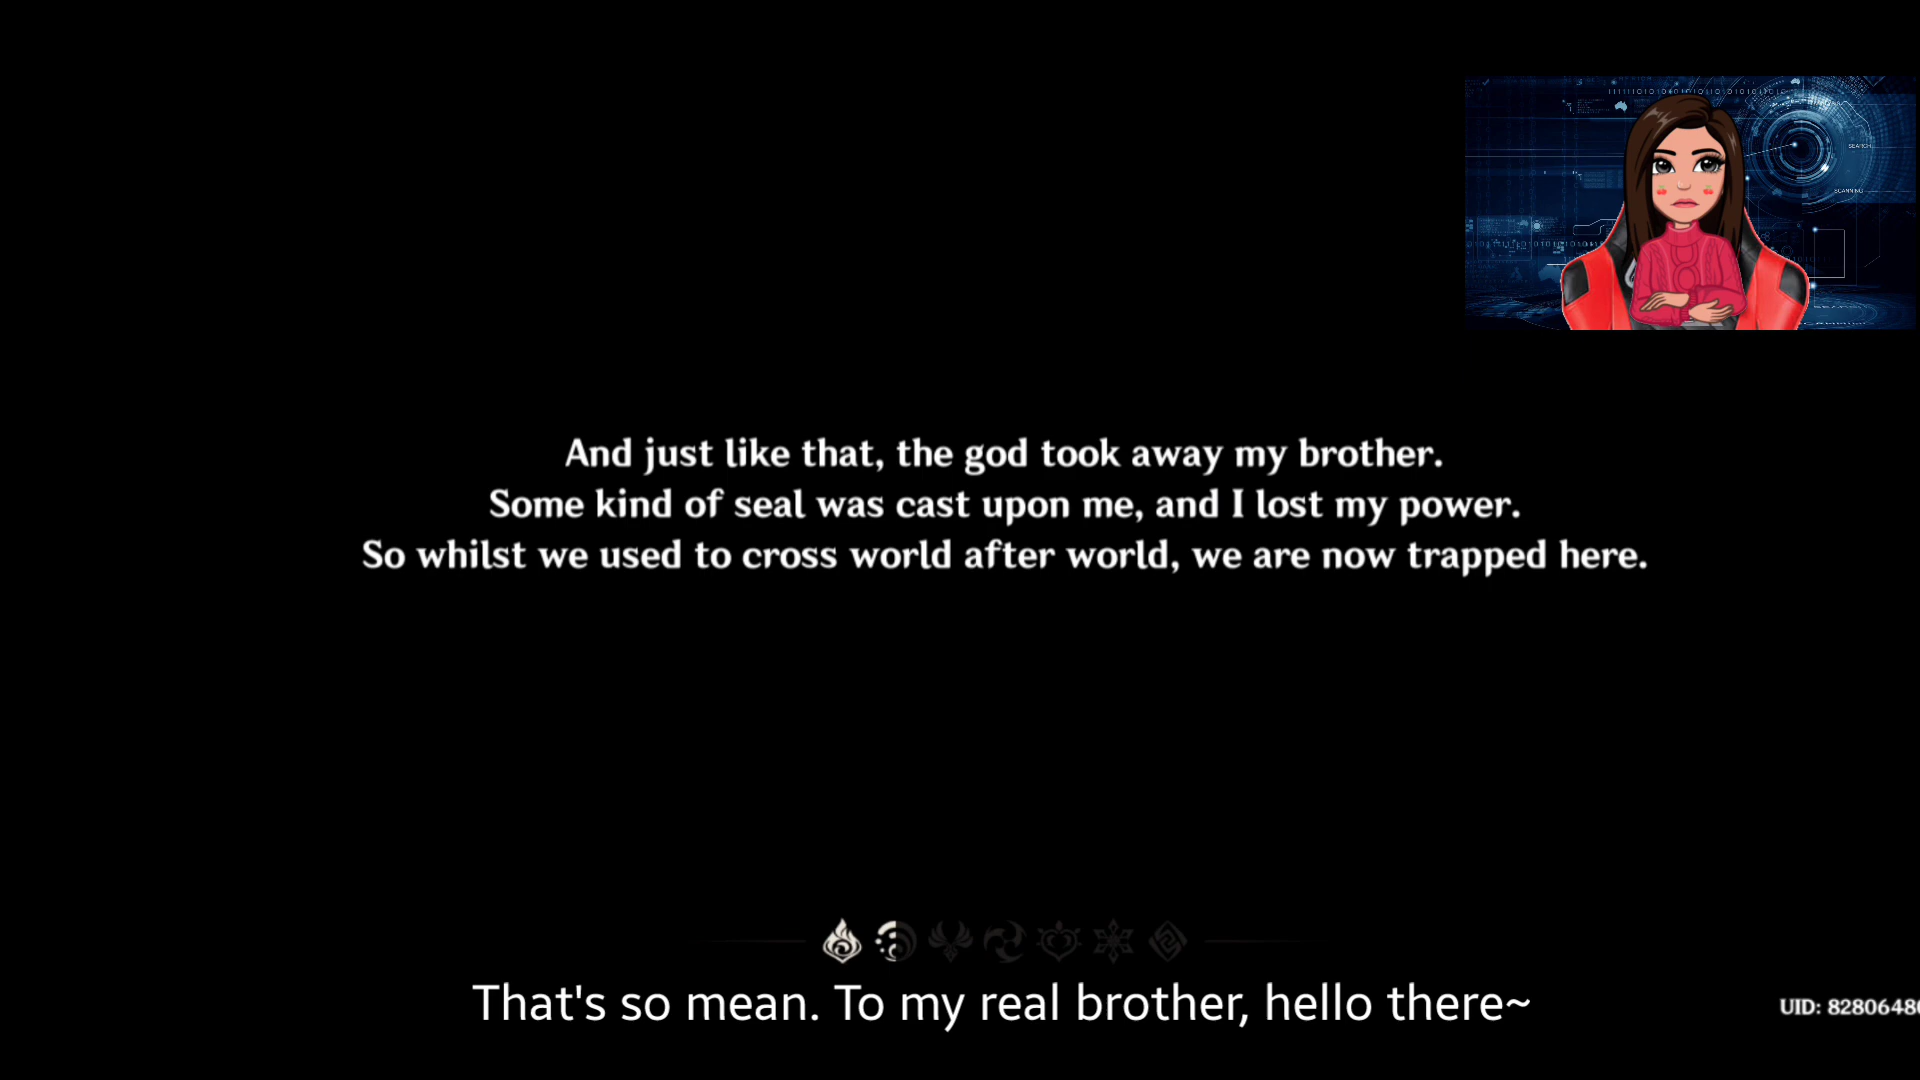 SEARCH
SCANNING
And just like that, the god took away my brother.
Some kind of seal was cast upon me, and I lost my power.
So whilst we used to cross world after world, we are now trapped here.
That's so mean. To my real brother, hello there~
UID: 8280648